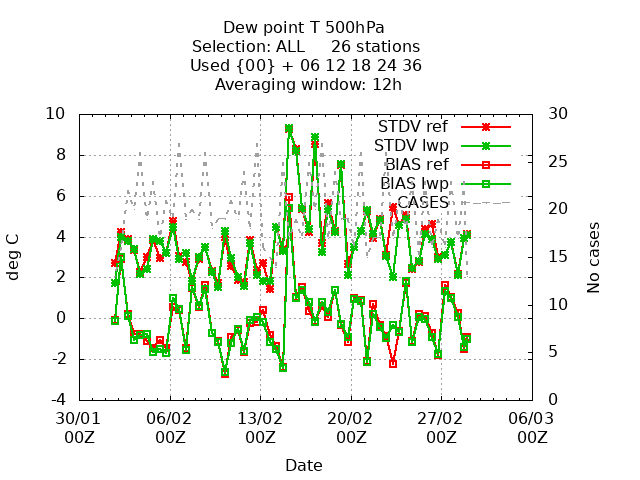 Dew point T 500hPa
Selection: ALL     26 stations
Used {00} + 06 12 18 24 36
Averaging window: 12h
deg C
10
8
6
4
2
0
-2
-4
30
25
20
15
10
5
0
No cases
STDV ref
STDV lwp
BIAS ref
BIAS lwp
CASES
30/01 06/02 13/02 20/02 27/02 06/03
00Z 00Z 00Z 00Z 00Z 00Z
Date